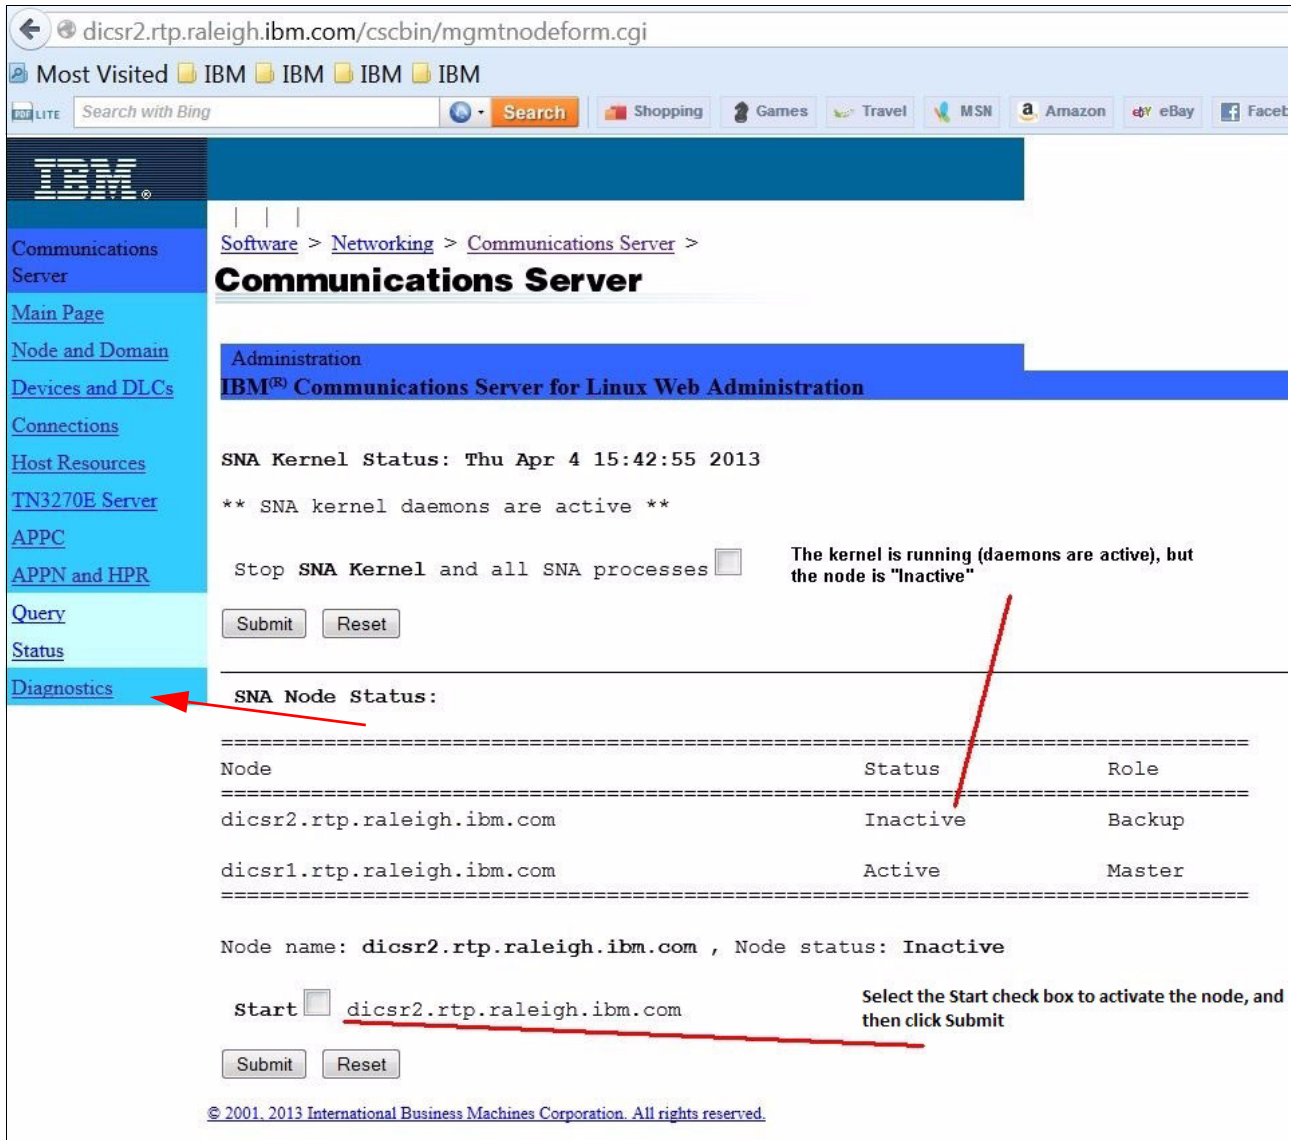 dicsr2.rtp.raleigh.ibm.com/cscbin/mgmtnodeform.cgi
Most Visited IBM IBM IBM IBM
PDF LITE Search with Bing Search Shopping Games Travel MSN a Amazon ebY eBay f Faceb
IBM®
| | |
Software > Networking > Communications Server >
Communications Server
Communications
Server
Main Page
Node and Domain
Devices and DLCs
Connections
Host Resources
TN3270E Server
APPC
APPN and HPR
Query
Status
Diagnostics
Administration
IBM(R) Communications Server for Linux Web Administration
SNA Kernel Status: Thu Apr 4 15:42:55 2013
** SNA kernel daemons are active **
Stop SNA Kernel and all SNA processes
The kernel is running (daemons are active), but
the node is "Inactive"
Submit Reset
SNA Node Status:
================================================================================
Node Status Role
================================================================================
dicsr2.rtp.raleigh.ibm.com Inactive Backup
dicsr1.rtp.raleigh.ibm.com Active Master
================================================================================
Node name: dicsr2.rtp.raleigh.ibm.com , Node status: Inactive
Start dicsr2.rtp.raleigh.ibm.com
Select the Start check box to activate the node, and
then click Submit
Submit Reset
© 2001, 2013 International Business Machines Corporation. All rights reserved.